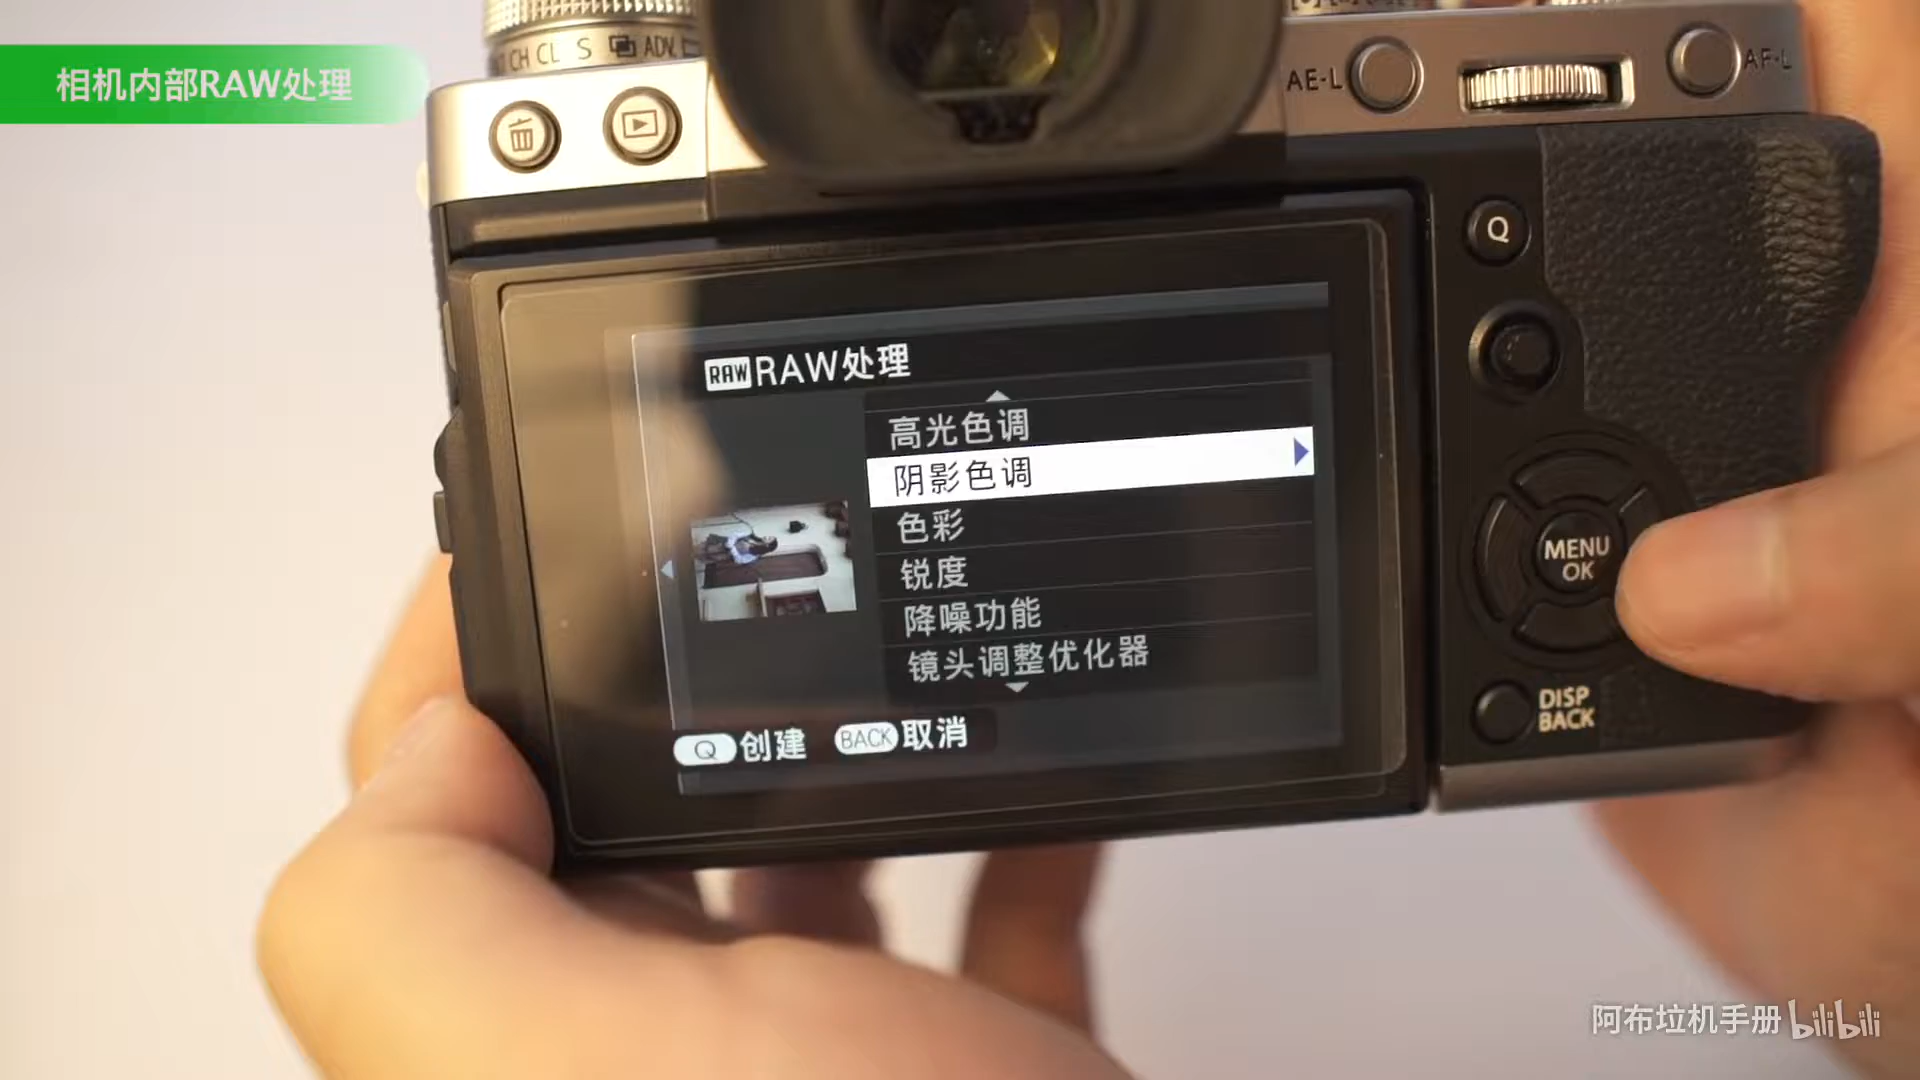 相机内部RAW处理
CH CL S ADV.
AE-L
AF-L
Q
RAW RAW处理
高光色调
阴影色调
色彩
锐度
降噪功能
镜头调整优化器
Q 创建 BACK 取消
MENU
OK
DISP
BACK
阿布垃机手册 bilibili